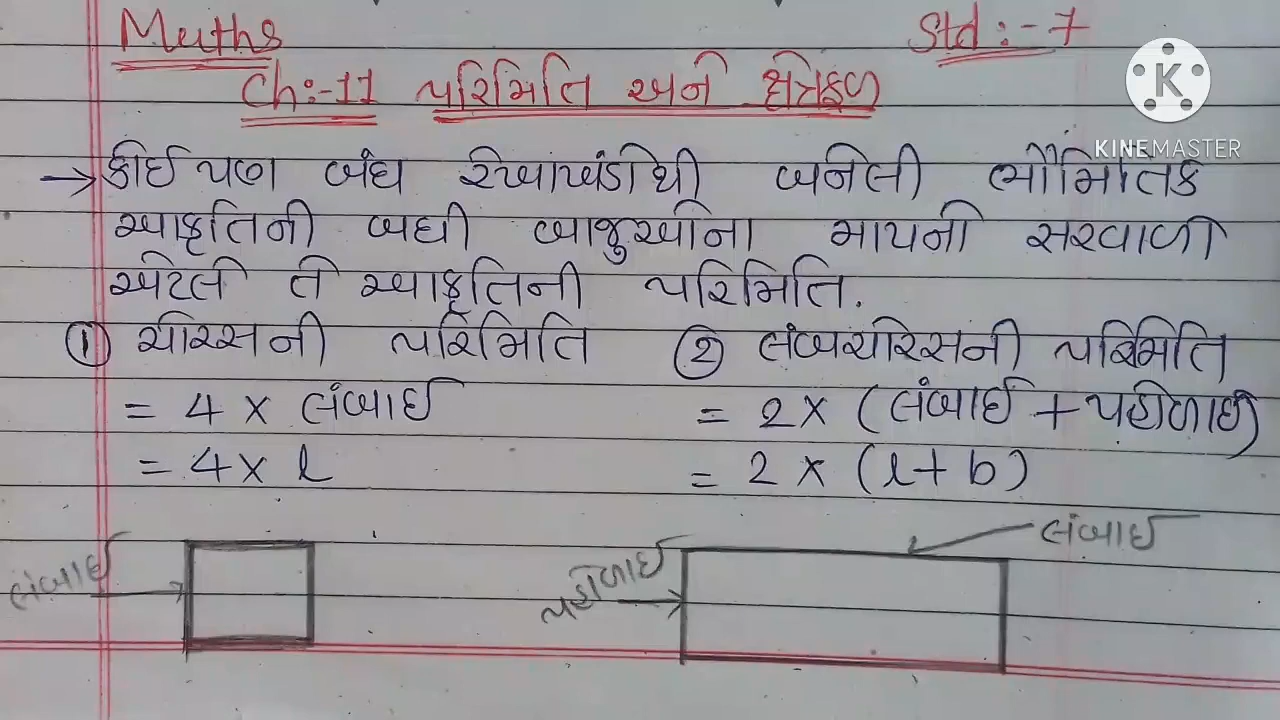 Maths
Std :- 7
Ch:-11 પરિમિતિ અને ક્ષેત્રફળ
K
KINEMASTER
→ કોઈ પણ બંધ રેખાખંડોથી બનેલી ભૌમિતિક
આકૃતિની બધી બાજુઓના માપનો સરવાળો
એટલે તે આકૃતિની પરિમિતિ.
① ચોરસની પરિમિતિ
= 4 × લંબાઈ
= 4 × l
② લંબચોરસની પરિમિતિ
= 2 × (લંબાઈ + પહોળાઈ)
= 2 × (l + b)
લંબાઈ
પહોળાઈ
લંબાઈ